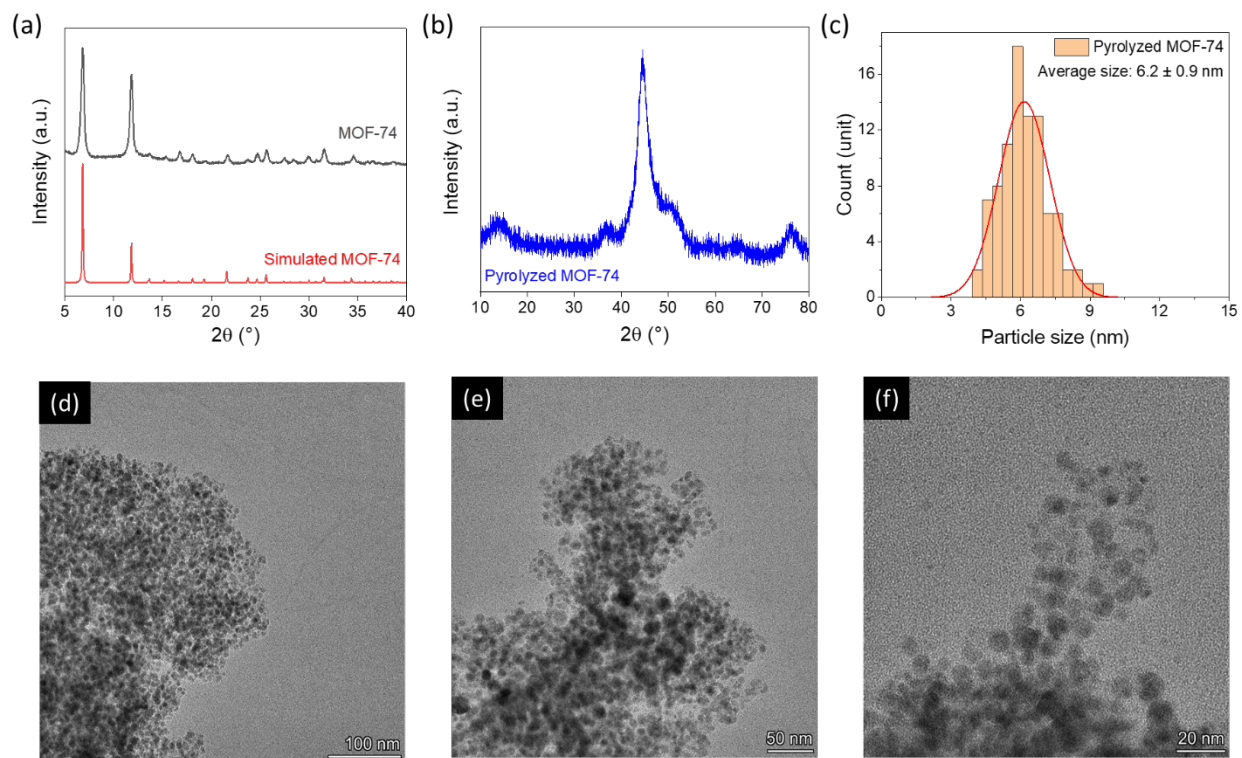 (a)
Intensity (a.u.)
MOF-74
Simulated MOF-74
5 10 15 20 25 30 35 40
2θ (°)
(b)
Intensity (a.u.)
Pyrolyzed MOF-74
10 20 30 40 50 60 70 80
2θ (°)
(c)
Count (unit)
16
12
8
4
0
Pyrolyzed MOF-74
Average size: 6.2 ± 0.9 nm
0 3 6 9 12 15
Particle size (nm)
(d)
100 nm
(e)
50 nm
(f)
20 nm